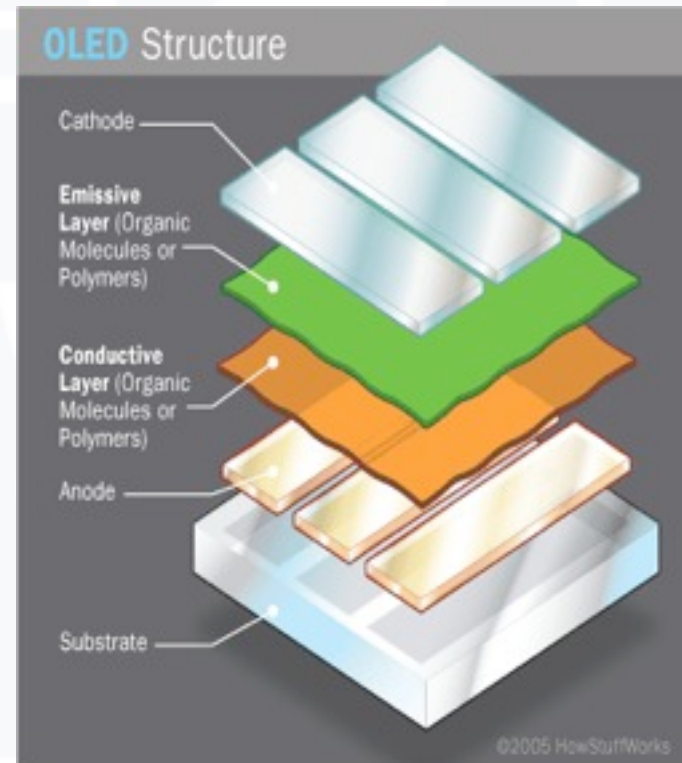 OLED Structure
Cathode
Emissive
Layer (Organic
Molecules or
Polymers)
Conductive
Layer (Organic
Molecules or
Polymers)
Anode
Substrate
©2005 HowStuffWorks